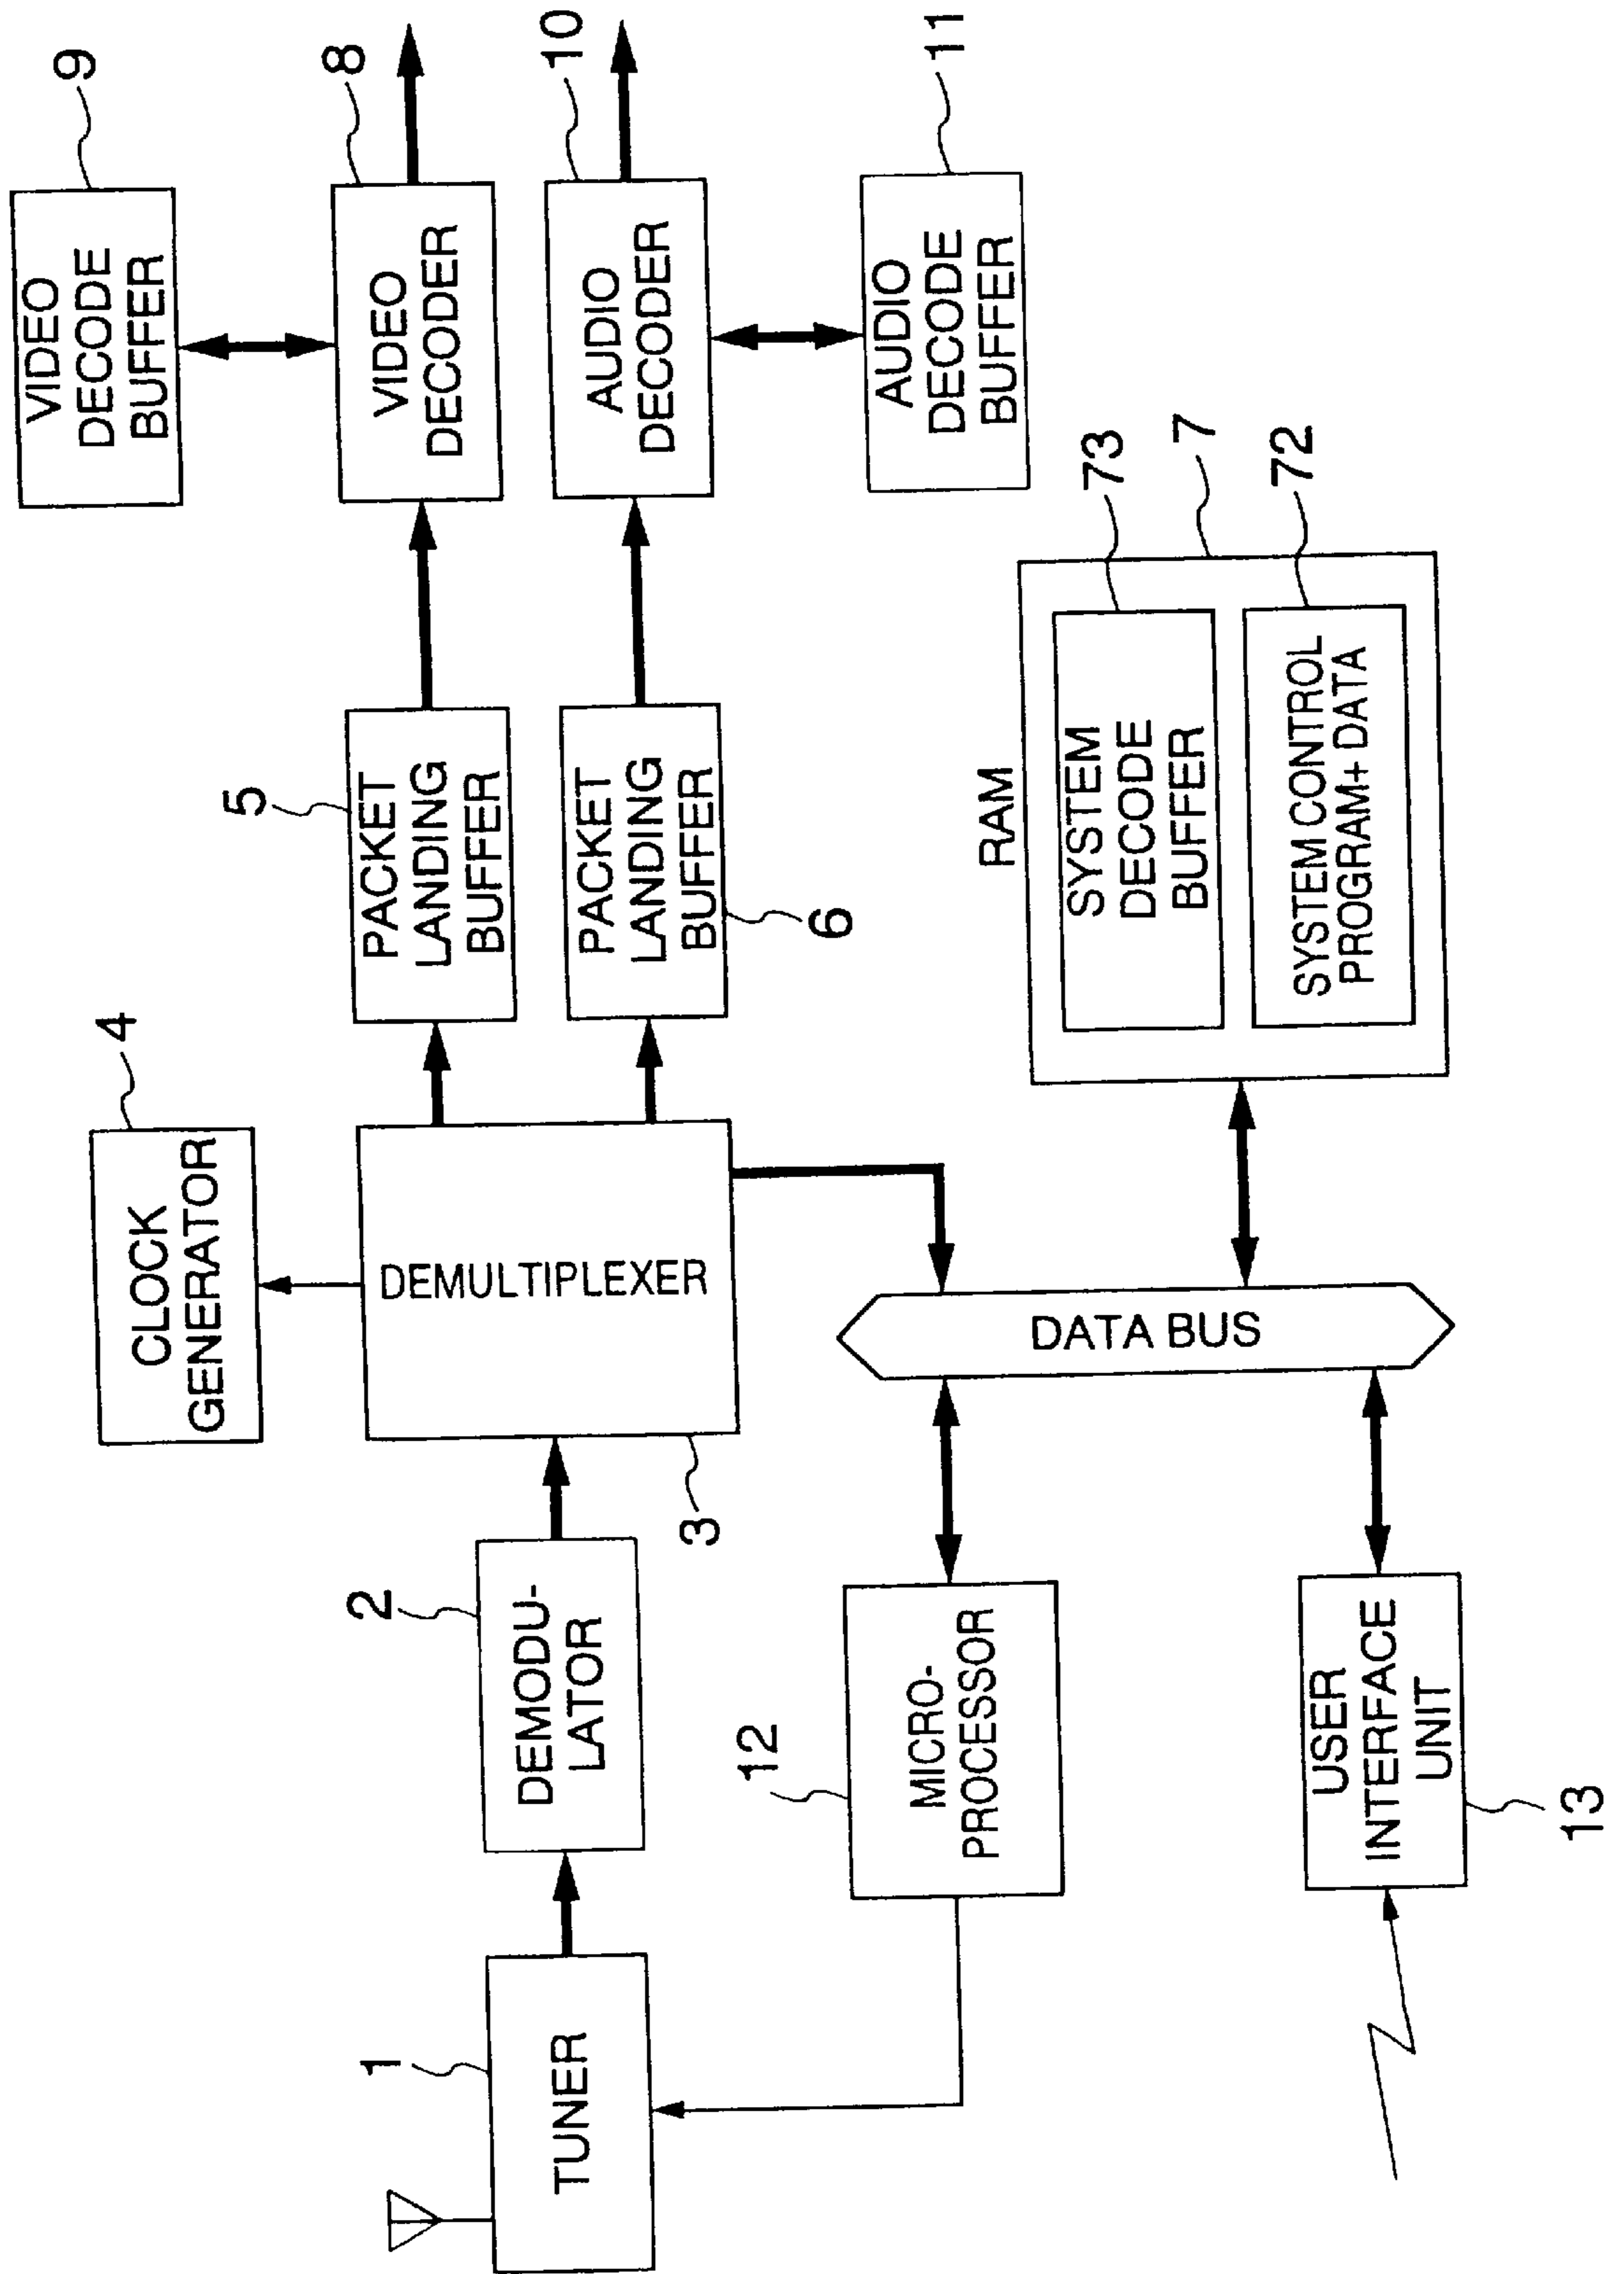 9
VIDEO
DECODE
BUFFER
8
VIDEO
DECODER
10
AUDIO
DECODER
11
AUDIO
DECODE
BUFFER
5
PACKET
LANDING
BUFFER
PACKET
LANDING
BUFFER
6
4
CLOCK
GENERATOR
DEMULTIPLEXER
3
2
DEMODU-
LATOR
1
TUNER
RAM
7
73
SYSTEM
DECODE
BUFFER
72
SYSTEM CONTROL
PROGRAM+ DATA
DATA BUS
12
MICRO-
PROCESSOR
USER
INTERFACE
UNIT
13